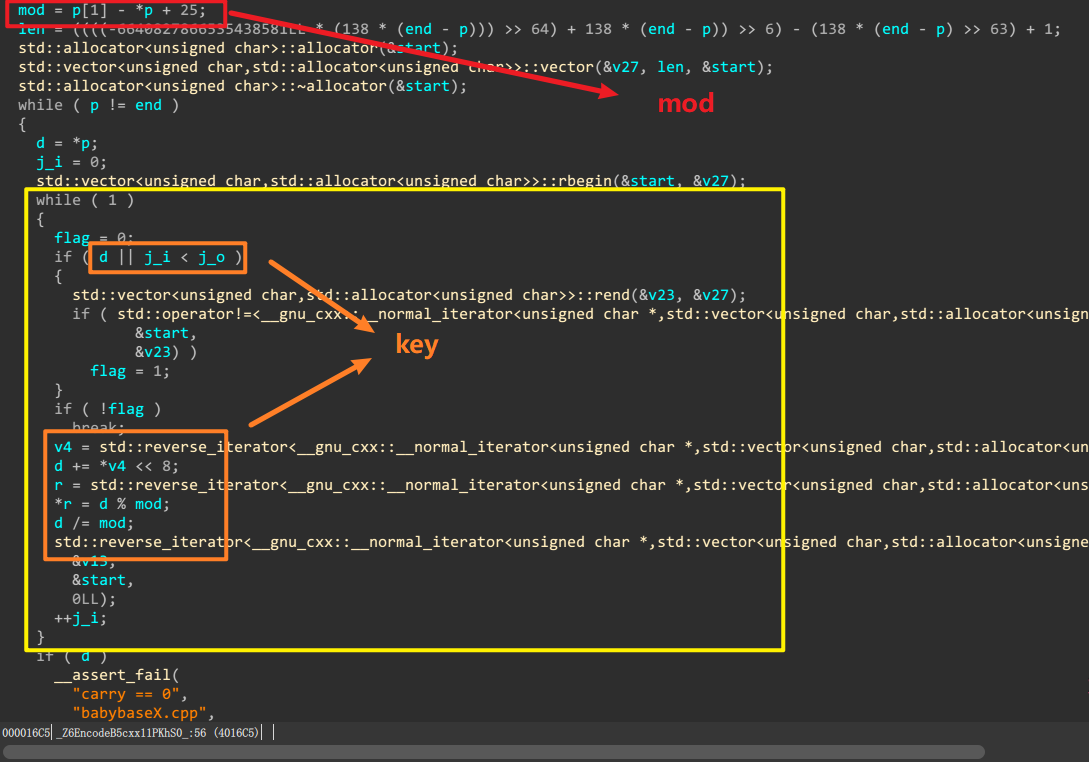 mod = p[1] - *p + 25;
len = ((((-6640827866535438581LL * (138 * (end - p))) >> 64) + 138 * (end - p)) >> 6) - (138 * (end - p) >> 63) + 1;
std::allocator<unsigned char>::allocator(&start);
std::vector<unsigned char,std::allocator<unsigned char>>::vector(&v27, len, &start);
std::allocator<unsigned char>::~allocator(&start);
mod
while ( p != end )
{
d = *p;
j_i = 0;
std::vector<unsigned char,std::allocator<unsigned char>>::rbegin(&start, &v27);
while ( 1 )
{
flag = 0;
if ( d || j_i < j_o )
{
std::vector<unsigned char,std::allocator<unsigned char>>::rend(&v23, &v27);
if ( std::operator!=<__gnu_cxx::__normal_iterator<unsigned char *,std::vector<unsigned char,std::allocator<unsign
&start,
&v23) )
key
flag = 1;
}
if ( !flag )
break;
v4 = std::reverse_iterator<__gnu_cxx::__normal_iterator<unsigned char *,std::vector<unsigned char,std::allocator<un
d += *v4 << 8;
r = std::reverse_iterator<__gnu_cxx::__normal_iterator<unsigned char *,std::vector<unsigned char,std::allocator<uns
*r = d % mod;
d /= mod;
std::reverse_iterator<__gnu_cxx::__normal_iterator<unsigned char *,std::vector<unsigned char,std::allocator<unsigne
&v13,
&start,
0LL);
++j_i;
}
if ( d )
__assert_fail(
"carry == 0",
"babybaseX.cpp",
000016C5 _Z6EncodeB5cxx11PKhS0_:56 (4016C5)